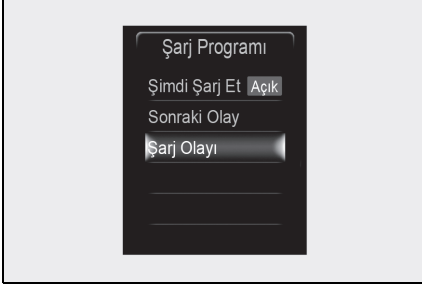 Şarj Programı
Şimdi Şarj Et Açık
Sonraki Olay
Şarj Olayı